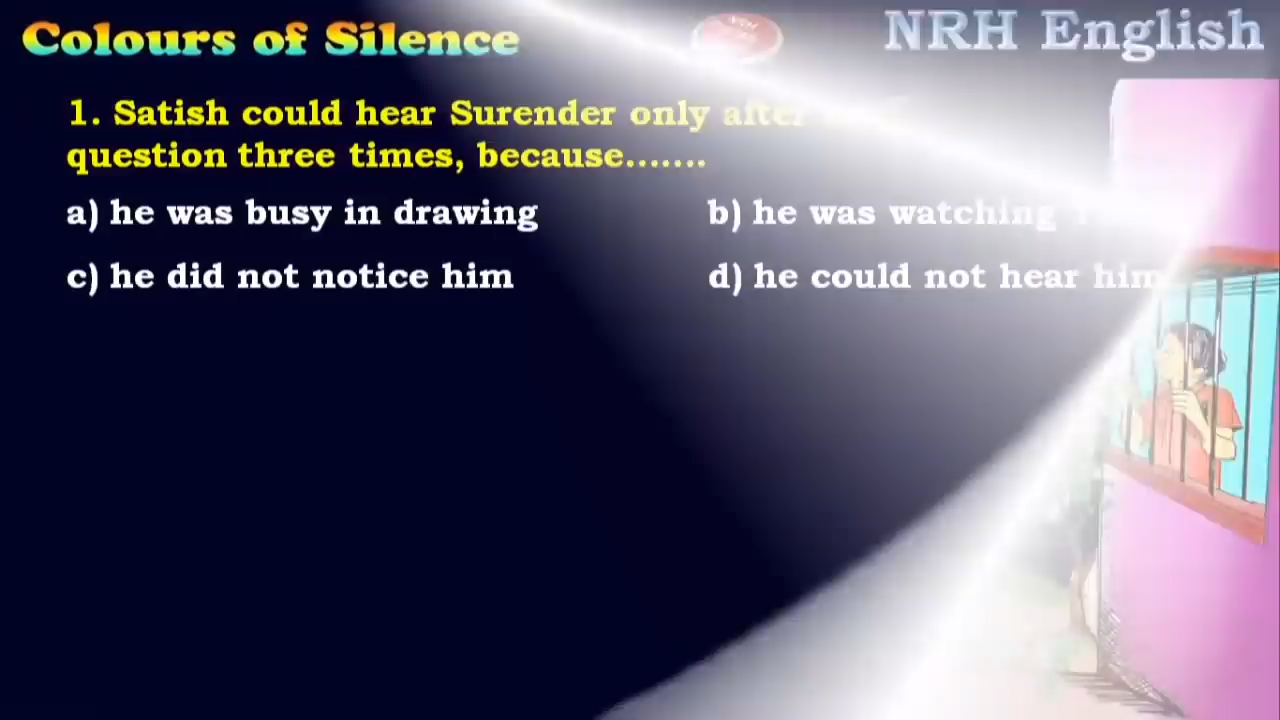 Colours of Silence
NRH English
1. Satish could hear Surender only after
question three times, because…….
a) he was busy in drawing
b) he was watching
c) he did not notice him
d) he could not hear him